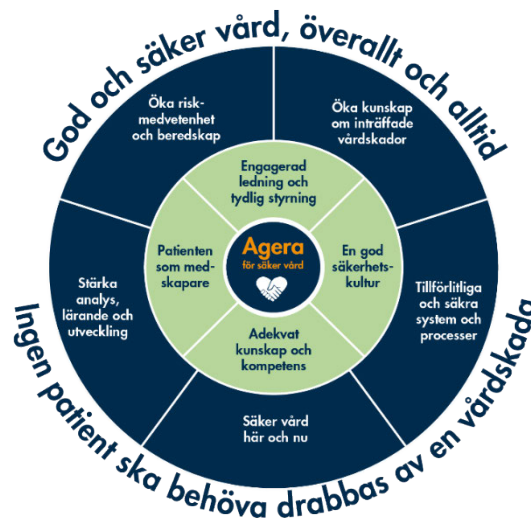 God och säker vård, överallt och alltid
Öka risk-
medvetenhet
och beredskap
Öka kunskap
om inträffade
vårdskador
Engagerad
ledning och
tydlig styrning
Patienten
som med-
skapare
Agera
för säker vård
En god
säkerhets-
kultur
Stärka
analys,
lärande och
utveckling
Tillförlitliga
och säkra
system och
processer
Adekvat
kunskap och
kompetens
Säker vård
här och nu
Ingen patient ska behöva drabbas av en vårdskada